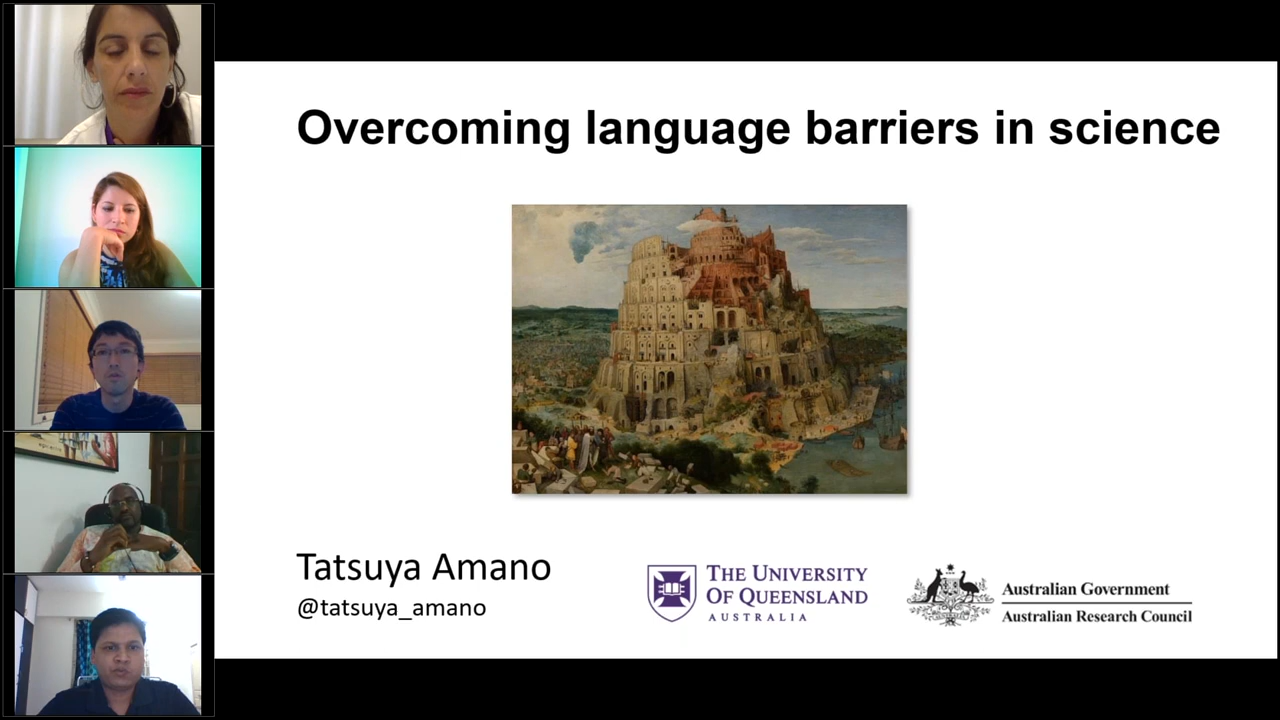 Overcoming language barriers in science
Tatsuya Amano
@tatsuya_amano
THE UNIVERSITY
OF QUEENSLAND
AUSTRALIA
Australian Government
Australian Research Council